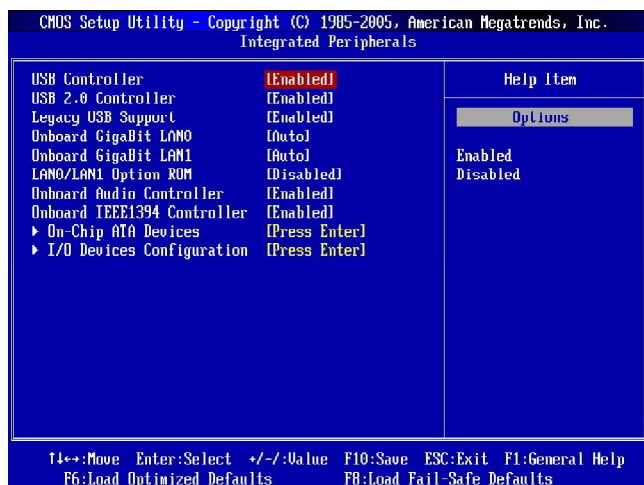 CMOS Setup Utility - Copyright (C) 1985-2005, American Megatrends, Inc.
Integrated Peripherals
USB Controller [Enabled]
USB 2.0 Controller [Enabled]
Legacy USB Support [Enabled]
Onboard GigaBit LAN0 [Auto]
Onboard GigaBit LAN1 [Auto]
LAN0/LAN1 Option ROM [Disabled]
Onboard Audio Controller [Enabled]
Onboard IEEE1394 Controller [Enabled]
▶ On-Chip ATA Devices [Press Enter]
▶ I/O Devices Configuration [Press Enter]
Help Item
Options
Enabled
Disabled
↑↓←→:Move Enter:Select +/-/:Value F10:Save ESC:Exit F1:General Help
F6:Load Optimized Defaults F8:Load Fail-Safe Defaults